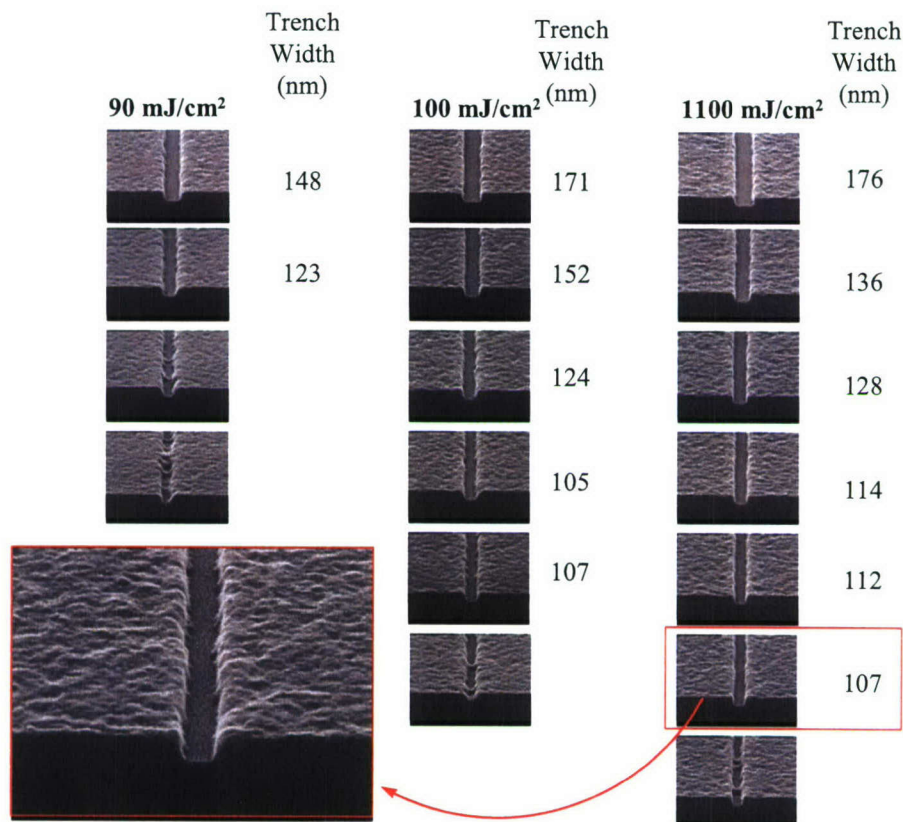 Trench
Width
(nm)
90 mJ/cm²
148
123
Trench
Width
(nm)
100 mJ/cm²
171
152
124
105
107
Trench
Width
(nm)
1100 mJ/cm²
176
136
128
114
112
107